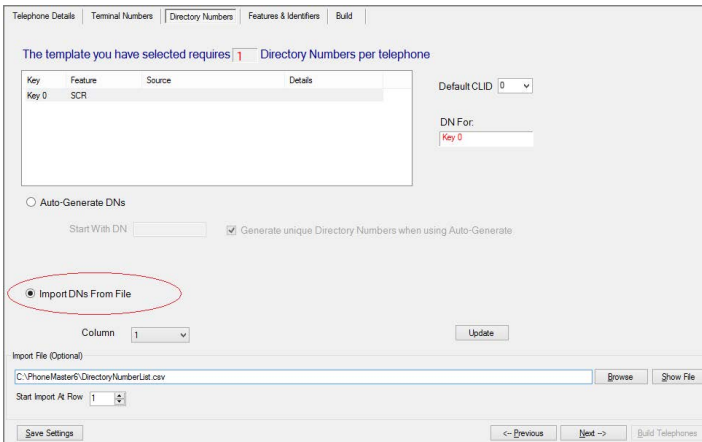 Telephone Details Terminal Numbers Directory Numbers Features & Identifiers Build
The template you have selected requires 1 Directory Numbers per telephone
Key Feature Source Details
Key 0 SCR
Default CLID 0
DN For:
Key 0
Auto-Generate DNs
Start With DN Generate unique Directory Numbers when using Auto-Generate
Import DNs From File
Column 1 Update
Import File (Optional)
C:\PhoneMaster6\DirectoryNumberList.csv Browse Show File
Start Import At Row 1
Save Settings <-- Previous Next --> Build Telephones